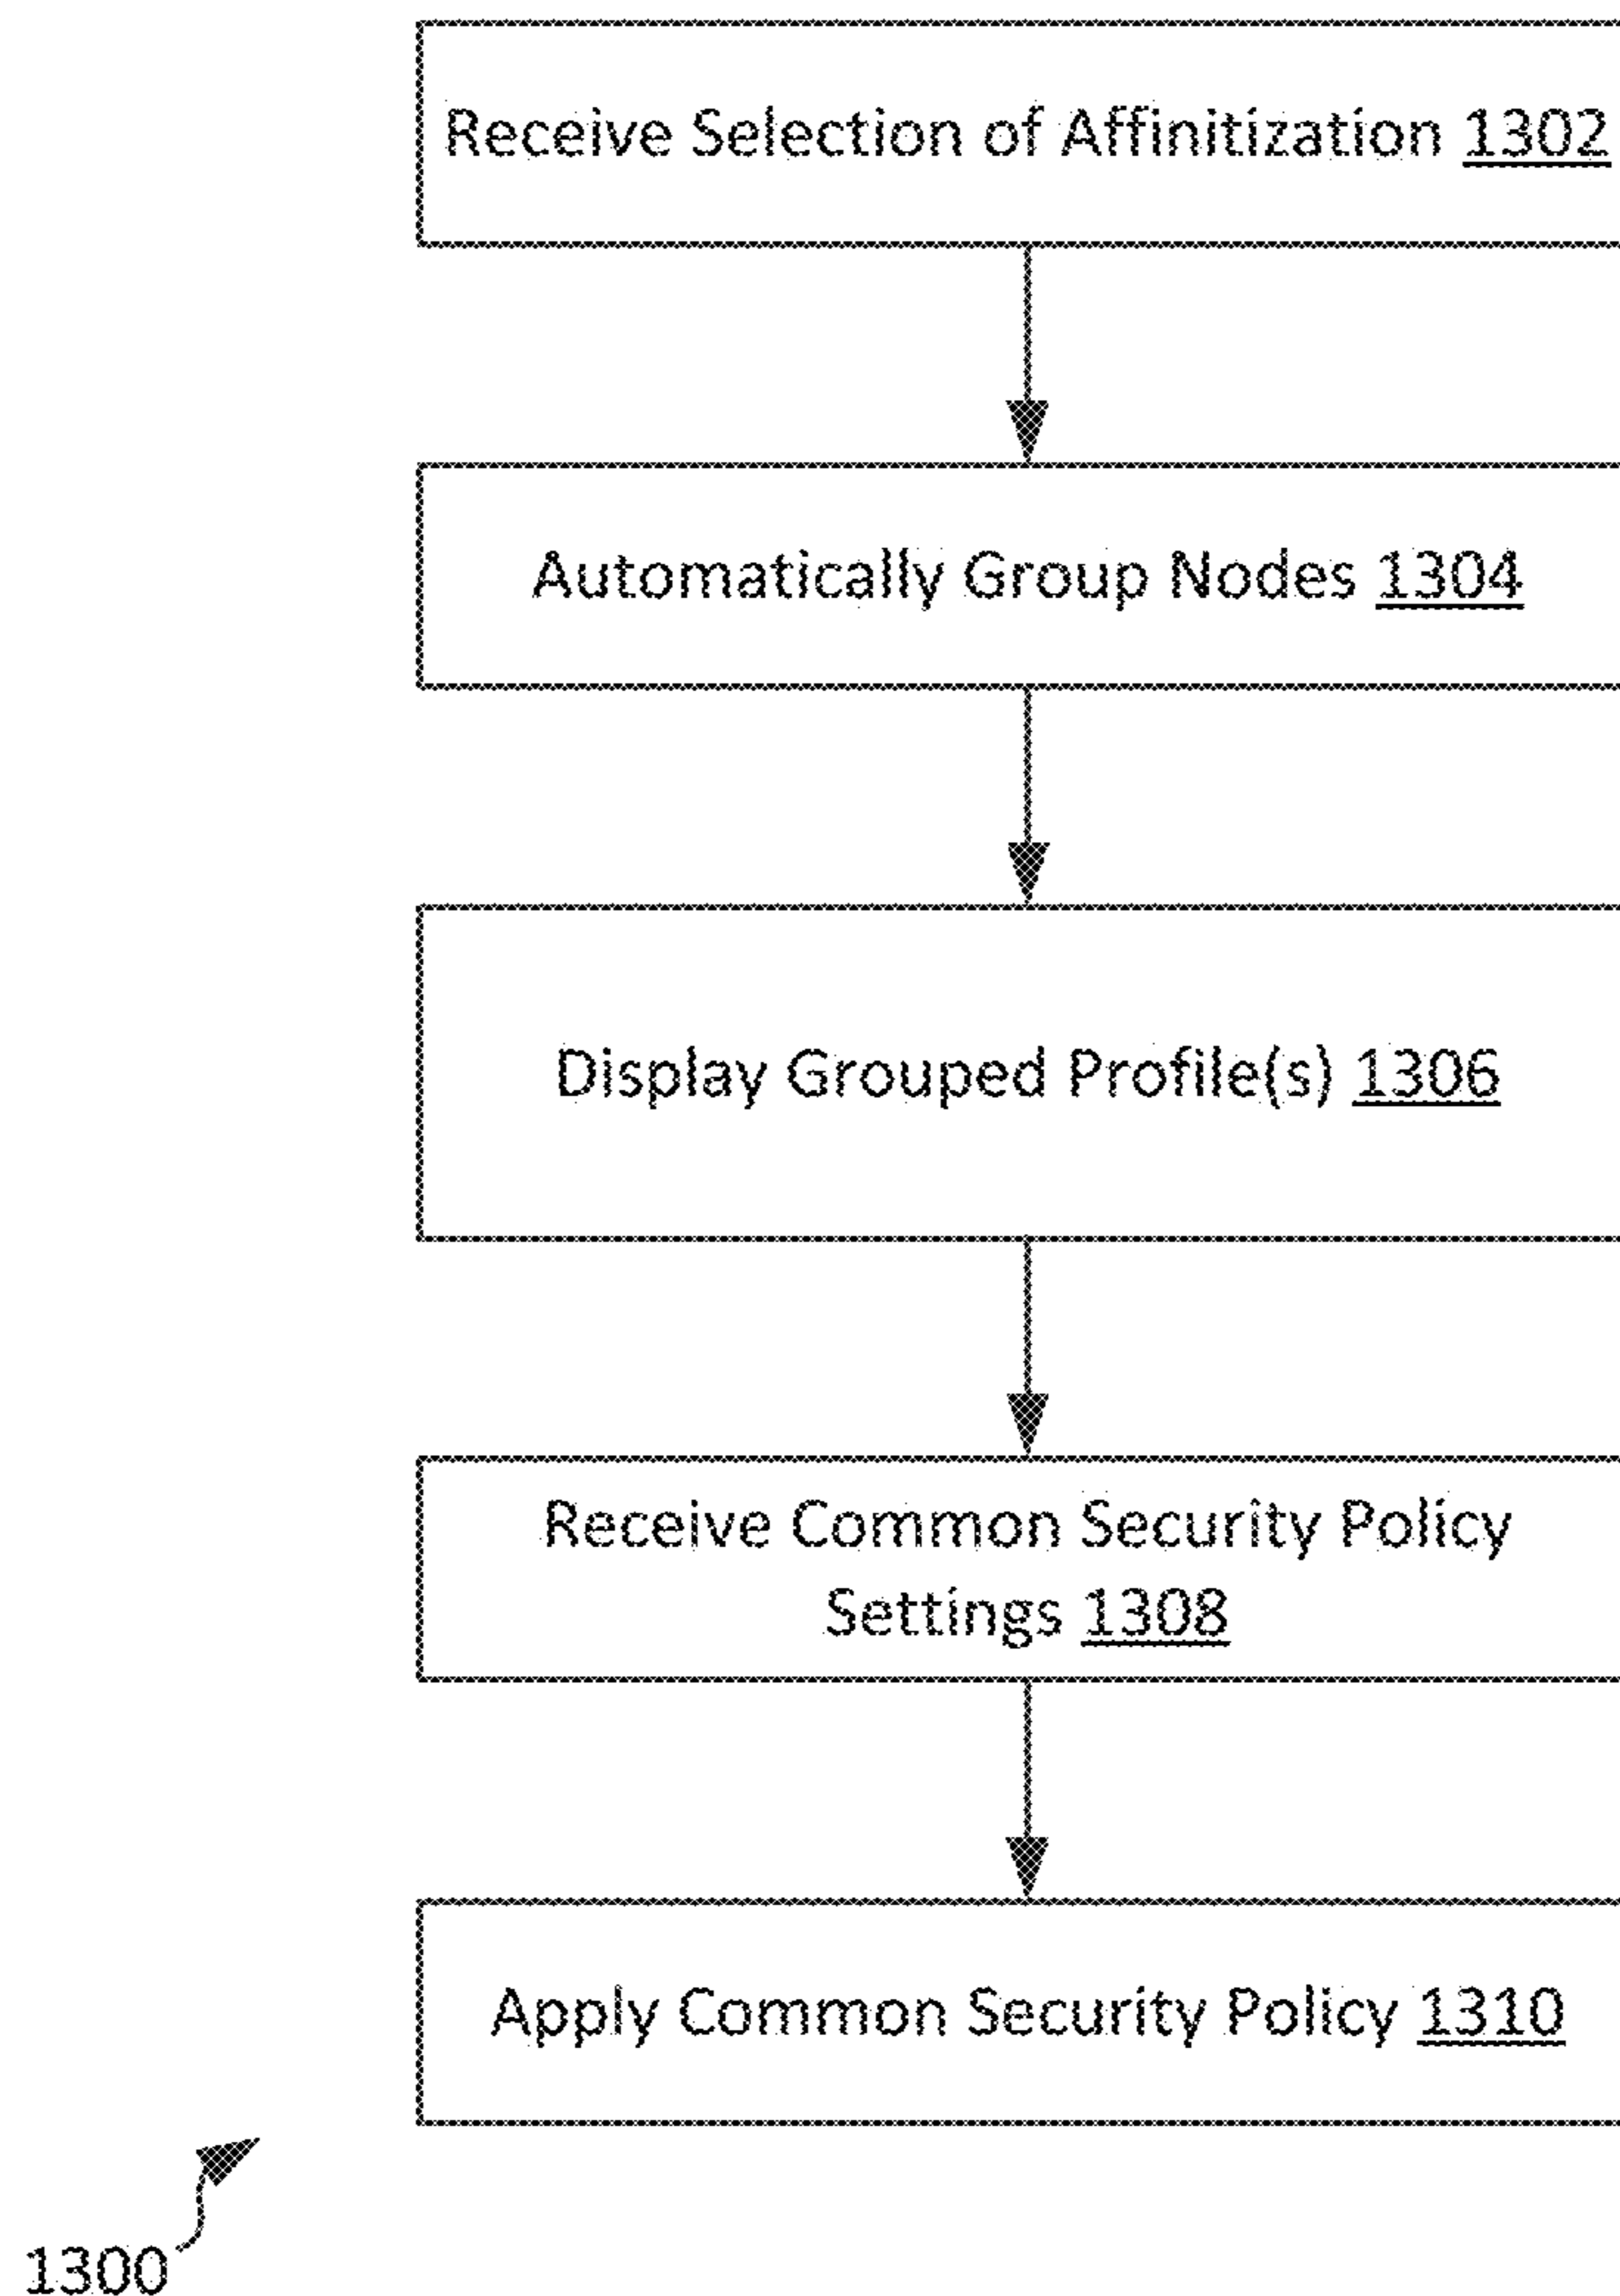 Receive Selection of Affinitization 1302
Automatically Group Nodes 1304
Display Grouped Profile(s) 1306
Receive Common Security Policy
Settings 1308
Apply Common Security Policy 1310
1300